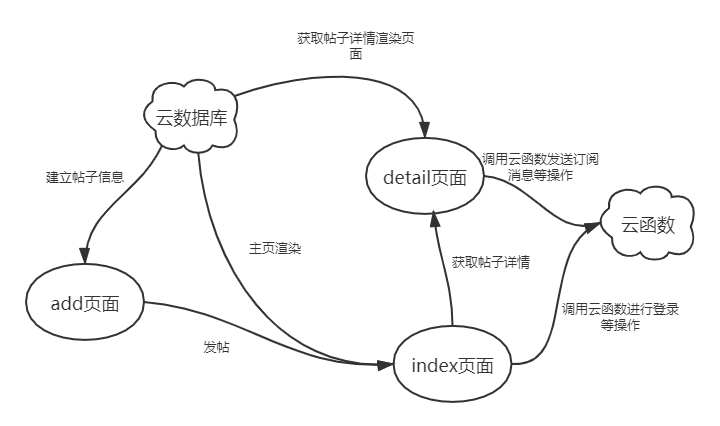 获取帖子详情渲染页
面
云数据库
detail页面
调用云函数发送订阅
消息等操作
建立帖子信息
云函数
主页渲染
获取帖子详情
add页面
调用云函数进行登录
等操作
发帖
index页面